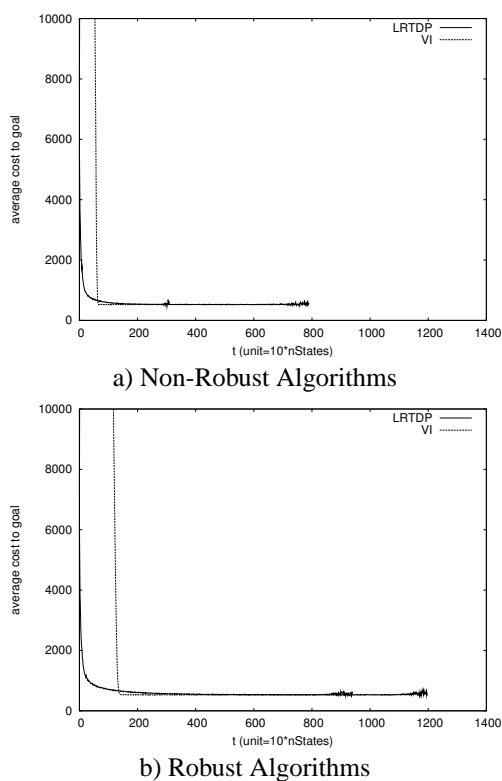 10000
8000
6000
4000
2000
0
average cost to goal
LRTDP
VI
0 200 400 600 800 1000 1200 1400
t (unit=10*nStates)
a) Non-Robust Algorithms
10000
8000
6000
4000
2000
0
average cost to goal
LRTDP
VI
0 200 400 600 800 1000 1200 1400
t (unit=10*nStates)
b) Robust Algorithms